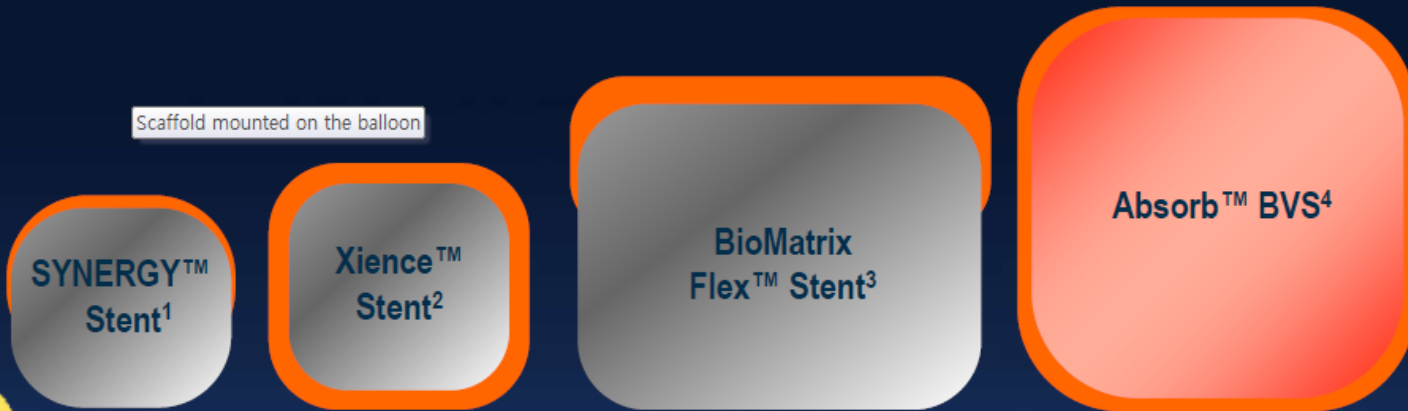 Scaffold mounted on the balloon
SYNERGY™
Stent¹
Xience™
Stent²
BioMatrix
Flex™ Stent³
Absorb™ BVS⁴